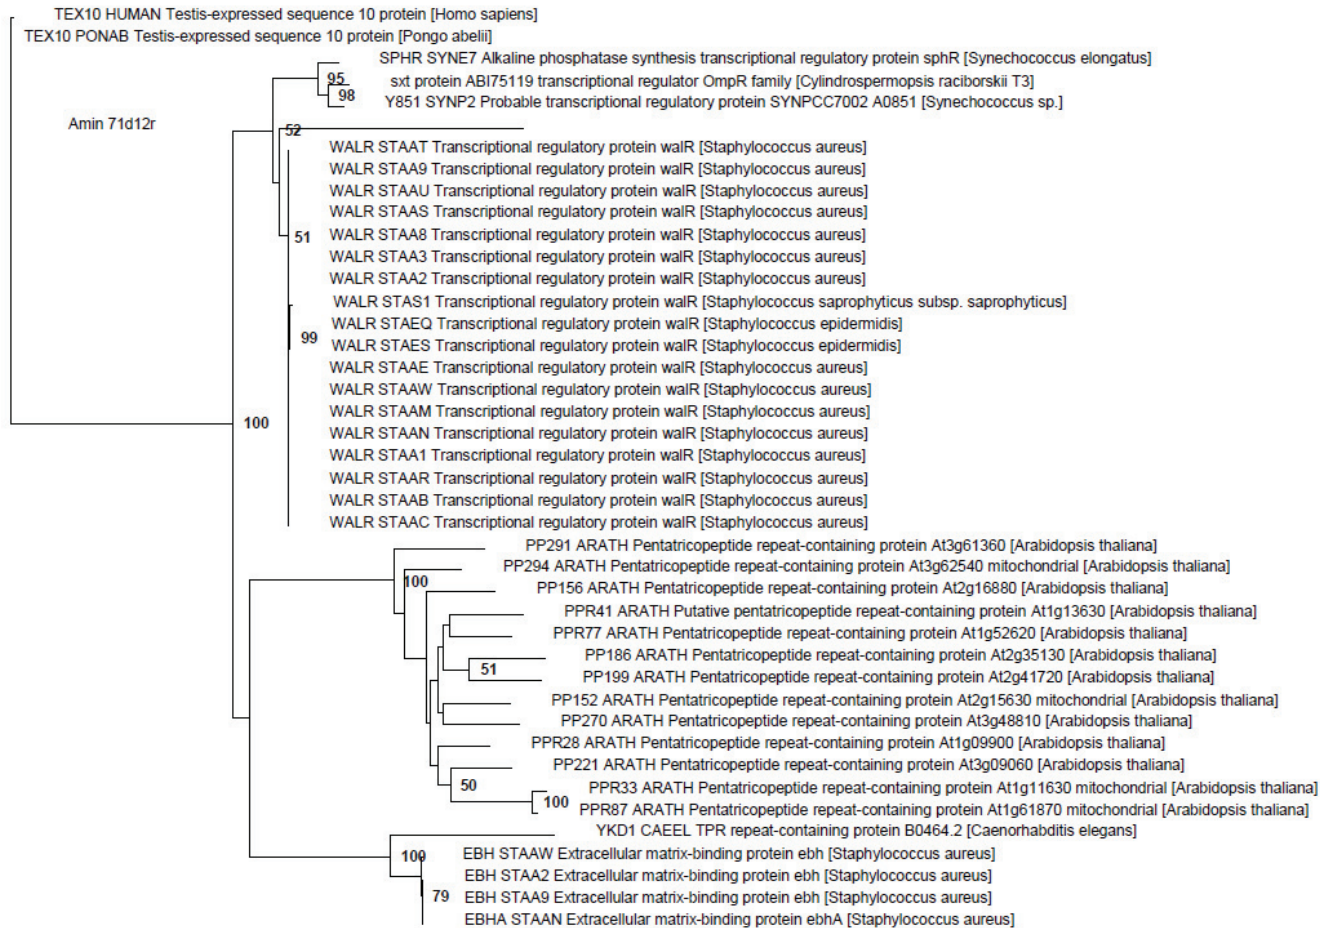 TEX10 HUMAN Testis-expressed sequence 10 protein [Homo sapiens]
TEX10 PONAB Testis-expressed sequence 10 protein [Pongo abelii]
SPHR SYNE7 Alkaline phosphatase synthesis transcriptional regulatory protein sphR [Synechococcus elongatus]
95 sxt protein ABI75119 transcriptional regulator OmpR family [Cylindrospermopsis raciborskii T3]
98 Y851 SYNP2 Probable transcriptional regulatory protein SYNPCC7002 A0851 [Synechococcus sp.]
Amin 71d12r
52
WALR STAAT Transcriptional regulatory protein walR [Staphylococcus aureus]
WALR STAA9 Transcriptional regulatory protein walR [Staphylococcus aureus]
WALR STAAU Transcriptional regulatory protein walR [Staphylococcus aureus]
WALR STAAS Transcriptional regulatory protein walR [Staphylococcus aureus]
51 WALR STAA8 Transcriptional regulatory protein walR [Staphylococcus aureus]
WALR STAA3 Transcriptional regulatory protein walR [Staphylococcus aureus]
WALR STAA2 Transcriptional regulatory protein walR [Staphylococcus aureus]
WALR STAS1 Transcriptional regulatory protein walR [Staphylococcus saprophyticus subsp. saprophyticus]
WALR STAEQ Transcriptional regulatory protein walR [Staphylococcus epidermidis]
99 WALR STAES Transcriptional regulatory protein walR [Staphylococcus epidermidis]
WALR STAAE Transcriptional regulatory protein walR [Staphylococcus aureus]
WALR STAAW Transcriptional regulatory protein walR [Staphylococcus aureus]
WALR STAAM Transcriptional regulatory protein walR [Staphylococcus aureus]
100 WALR STAAN Transcriptional regulatory protein walR [Staphylococcus aureus]
WALR STAA1 Transcriptional regulatory protein walR [Staphylococcus aureus]
WALR STAAR Transcriptional regulatory protein walR [Staphylococcus aureus]
WALR STAAB Transcriptional regulatory protein walR [Staphylococcus aureus]
WALR STAAC Transcriptional regulatory protein walR [Staphylococcus aureus]
PP291 ARATH Pentatricopeptide repeat-containing protein At3g61360 [Arabidopsis thaliana]
PP294 ARATH Pentatricopeptide repeat-containing protein At3g62540 mitochondrial [Arabidopsis thaliana]
100
PP156 ARATH Pentatricopeptide repeat-containing protein At2g16880 [Arabidopsis thaliana]
PPR41 ARATH Putative pentatricopeptide repeat-containing protein At1g13630 [Arabidopsis thaliana]
PPR77 ARATH Pentatricopeptide repeat-containing protein At1g52620 [Arabidopsis thaliana]
PP186 ARATH Pentatricopeptide repeat-containing protein At2g35130 [Arabidopsis thaliana]
51
PP199 ARATH Pentatricopeptide repeat-containing protein At2g41720 [Arabidopsis thaliana]
PP152 ARATH Pentatricopeptide repeat-containing protein At2g15630 mitochondrial [Arabidopsis thaliana]
PP270 ARATH Pentatricopeptide repeat-containing protein At3g48810 [Arabidopsis thaliana]
PPR28 ARATH Pentatricopeptide repeat-containing protein At1g09900 [Arabidopsis thaliana]
PP221 ARATH Pentatricopeptide repeat-containing protein At3g09060 [Arabidopsis thaliana]
50 PPR33 ARATH Pentatricopeptide repeat-containing protein At1g11630 mitochondrial [Arabidopsis thaliana]
100
PPR87 ARATH Pentatricopeptide repeat-containing protein At1g61870 mitochondrial [Arabidopsis thaliana]
YKD1 CAEEL TPR repeat-containing protein B0464.2 [Caenorhabditis elegans]
100 EBH STAAW Extracellular matrix-binding protein ebh [Staphylococcus aureus]
EBH STAA2 Extracellular matrix-binding protein ebh [Staphylococcus aureus]
79 EBH STAA9 Extracellular matrix-binding protein ebh [Staphylococcus aureus]
EBHA STAAN Extracellular matrix-binding protein ebhA [Staphylococcus aureus]